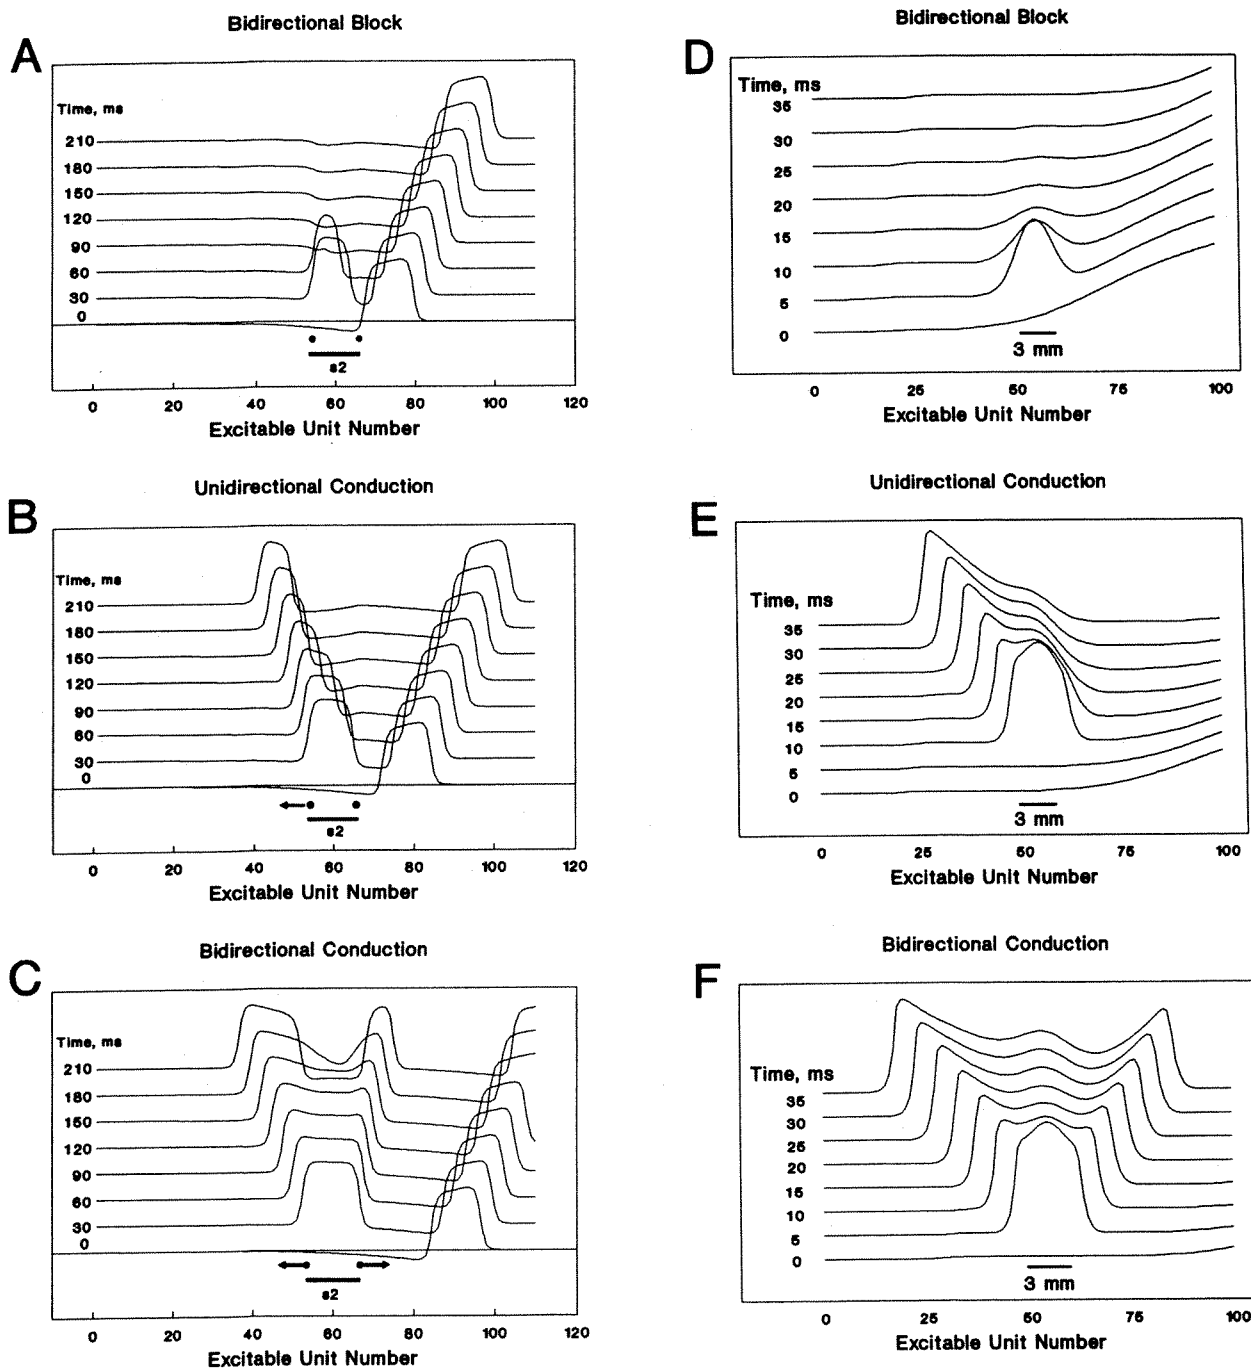 Bidirectional Block
A
Time, ms
210
180
150
120
90
60
30
0
s2
0 20 40 60 80 100 120
Excitable Unit Number
Unidirectional Conduction
B
Time, ms
210
180
150
120
90
60
30
0
s2
0 20 40 60 80 100 120
Excitable Unit Number
Bidirectional Conduction
C
Time, ms
210
180
150
120
90
60
30
0
s2
0 20 40 60 80 100 120
Excitable Unit Number
Bidirectional Block
D
Time, ms
35
30
25
20
15
10
5
0
3 mm
0 25 50 75 100
Excitable Unit Number
Unidirectional Conduction
E
Time, ms
35
30
25
20
15
10
5
0
3 mm
0 25 50 75 100
Excitable Unit Number
Bidirectional Conduction
F
Time, ms
35
30
25
20
15
10
5
0
3 mm
0 25 50 75 100
Excitable Unit Number